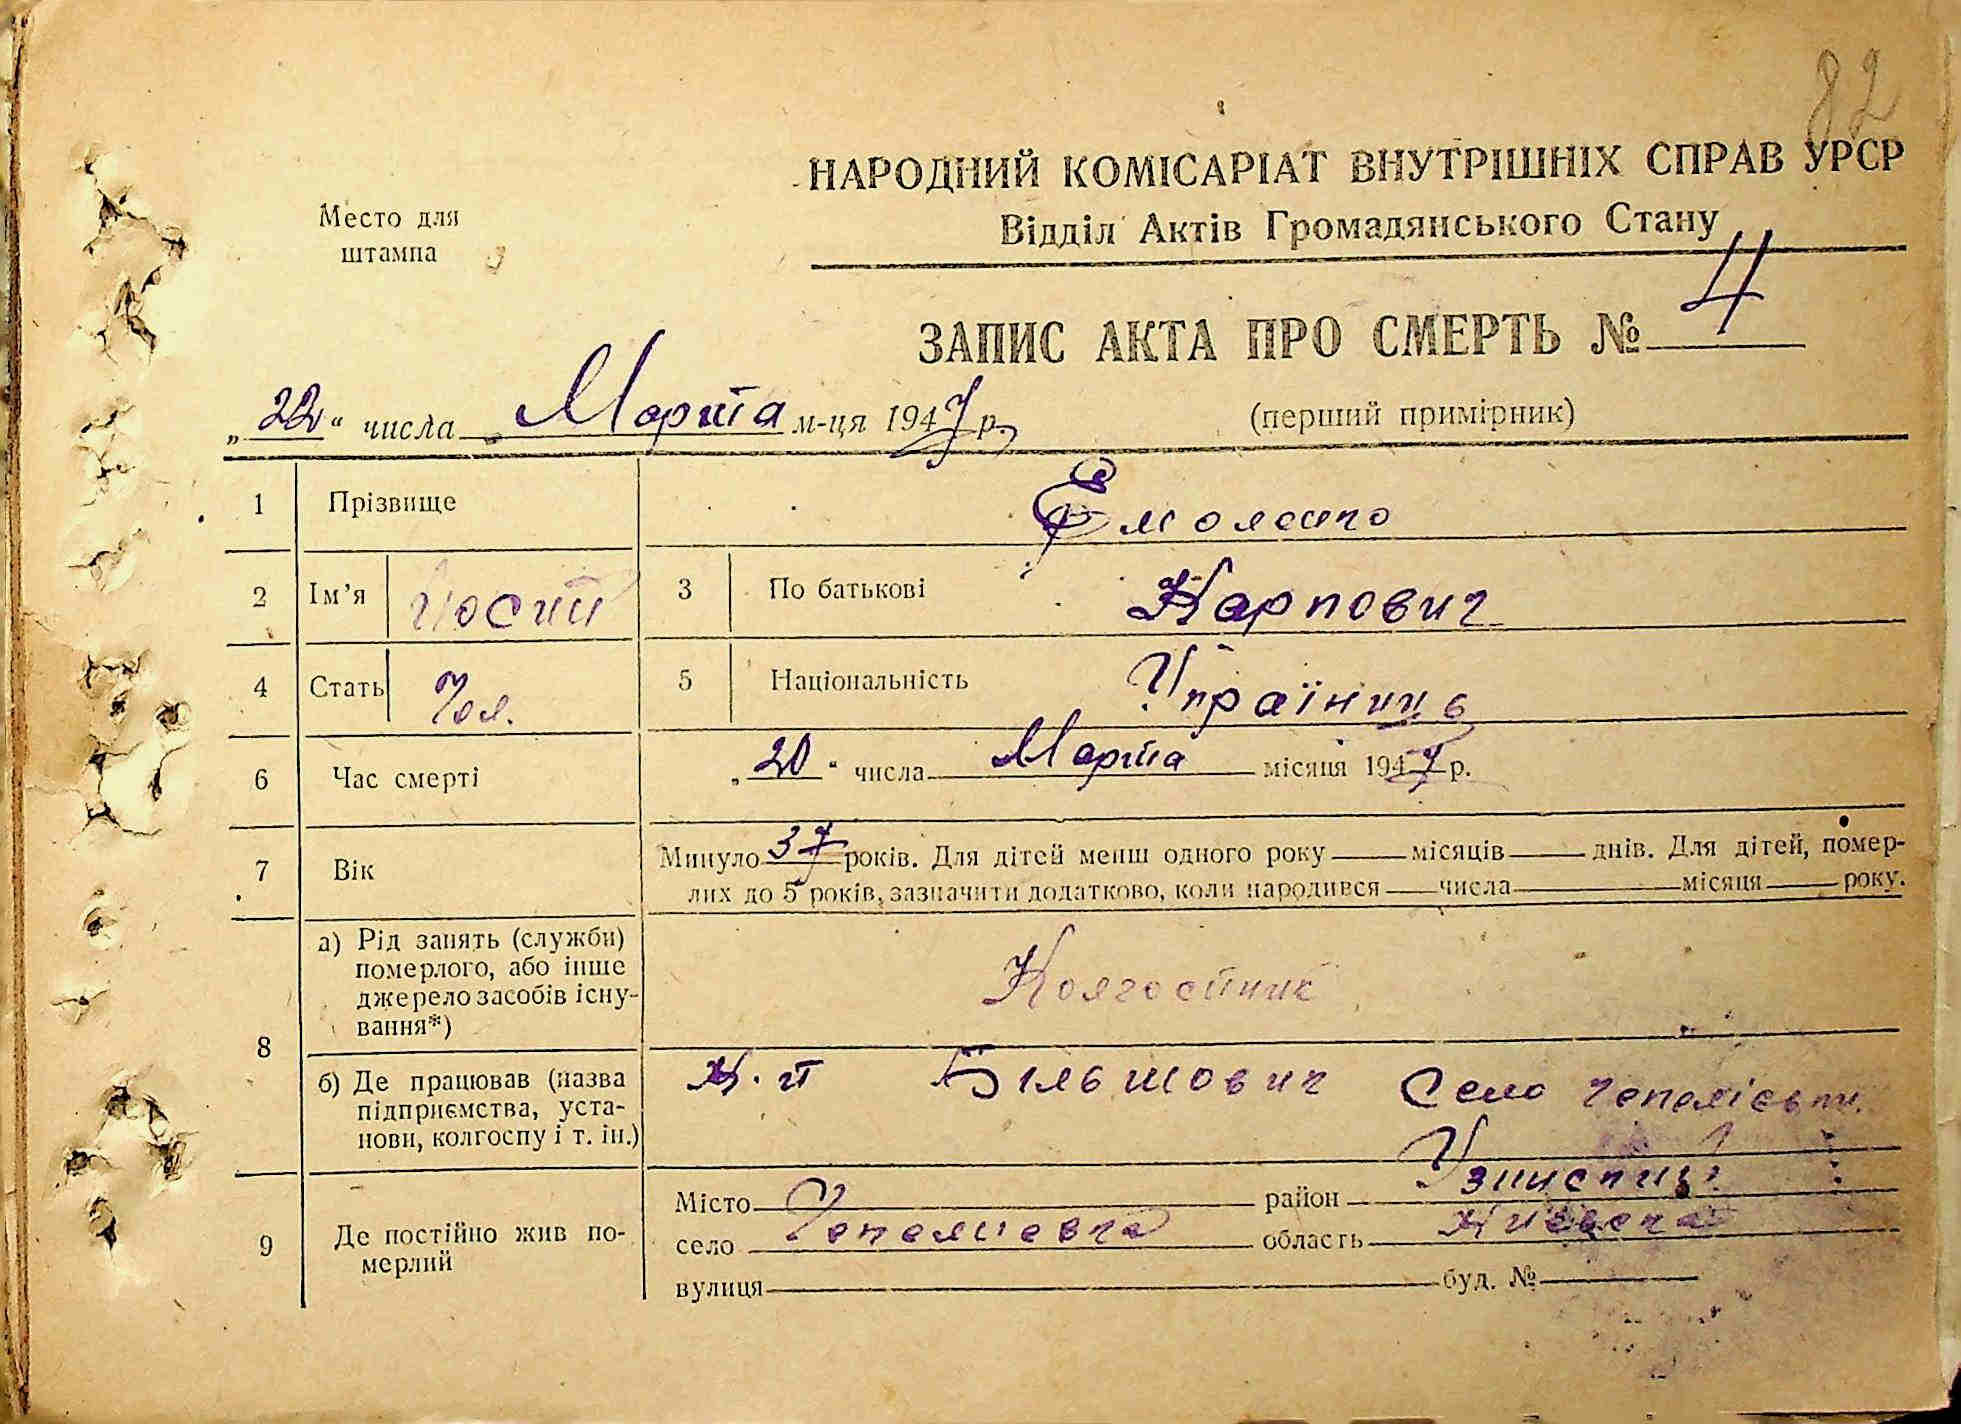 82
НАРОДНИЙ КОМІСАРІАТ ВНУТРІШНІХ СПРАВ УРСР
Место для штампа
Відділ Актів Громадянського Стану
ЗАПИС АКТА ПРО СМЕРТЬ № 4
„22“ числа Марта м-ця 1947 р.
(перший примірник)
1 Прізвище
2 Ім'я Йосип 3 По батькові Карпович
4 Стать Чол. 5 Національність Українець
6 Час смерті „20“ числа Марта місяця 1947 р.
7 Вік Минуло 37 років. Для дітей менш одного року місяців днів. Для дітей, помер-
лих до 5 років, зазначити додатково, коли народився числа місяця року.
8 а) Рід занять (служби)
померлого, або інше
джерело засобів існу-
вання*) Колгостник
б) Де працював (назва
підприємства, уста-
нови, колгоспу і т. ін.) К. г Більшовик Село
9 Де постійно жив по-
мерлий
Місто район
село область Київська
вулиця буд. №